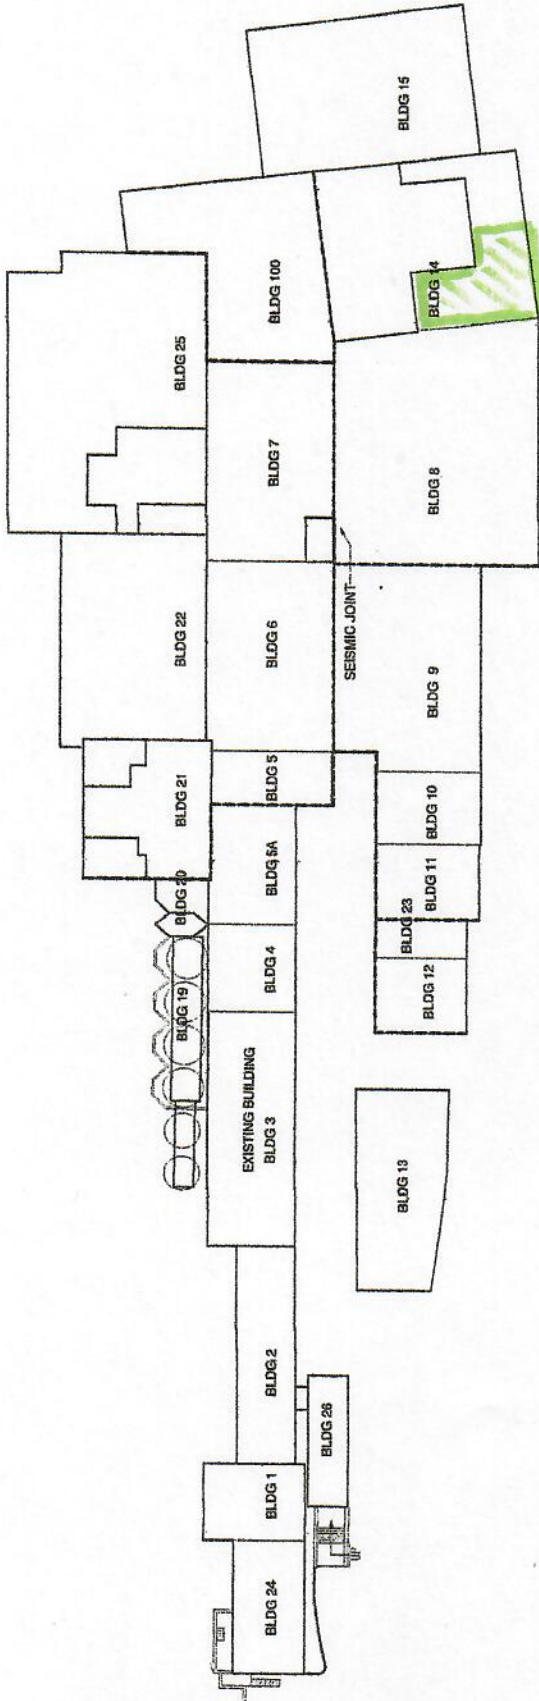 BLDG 15
BLDG 14
BLDG 100
BLDG 25
BLDG 7
BLDG 8
BLDG 22
BLDG 6
SEISMIC JOINT
BLDG 9
BLDG 5
BLDG 21
BLDG 10
BLDG 5A
BLDG 11
BLDG 20
BLDG 23
BLDG 4
BLDG 12
BLDG 19
EXISTING BUILDING
BLDG 3
BLDG 13
BLDG 2
BLDG 26
BLDG 1
BLDG 24
UP